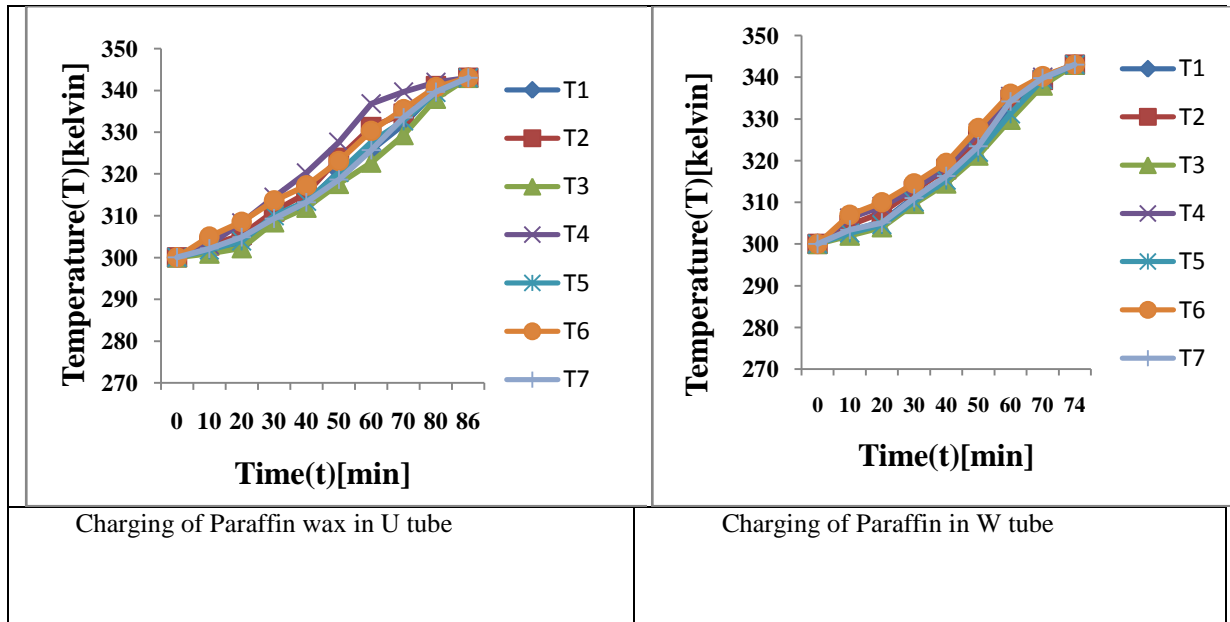 Temperature(T)[kelvin]
350
340
330
320
310
300
290
280
270
0 10 20 30 40 50 60 70 80 86
Time(t)[min]
T1
T2
T3
T4
T5
T6
T7
Temperature(T)[kelvin]
350
340
330
320
310
300
290
280
270
0 10 20 30 40 50 60 70 74
Time(t)[min]
T1
T2
T3
T4
T5
T6
T7
Charging of Paraffin wax in U tube
Charging of Paraffin in W tube